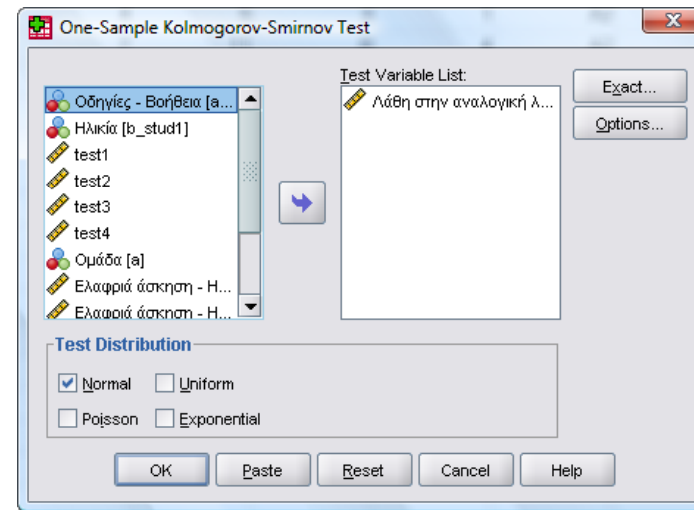 One-Sample Kolmogorov-Smirnov Test
Οδηγίες - Βοήθεια [a...
Ηλικία [b_stud1]
test1
test2
test3
test4
Ομάδα [a]
Ελαφριά άσκηση - Η...
Ελαφριά άσκηση - Η...
Test Variable List:
Λάθη στην αναλογική λ...
Exact...
Options...
Test Distribution
Normal
Uniform
Poisson
Exponential
OK
Paste
Reset
Cancel
Help